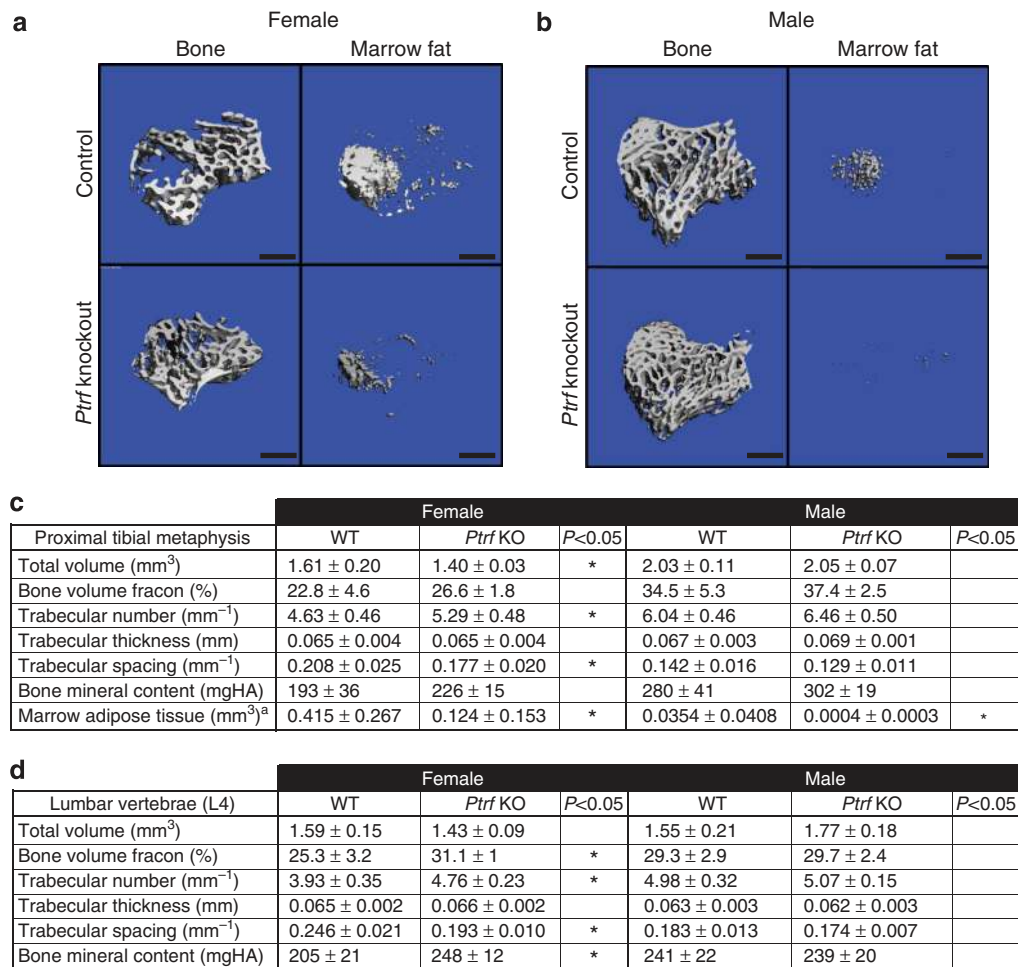 a
Female
b
Male
Bone
Marrow fat
Bone
Marrow fat
Control
Ptrf knockout
Control
Ptrf knockout
c
Female Male
Proximal tibial metaphysis WT Ptrf KO P<0.05 WT Ptrf KO P<0.05
Total volume (mm³) 1.61 ± 0.20 1.40 ± 0.03 * 2.03 ± 0.11 2.05 ± 0.07
Bone volume fracon (%) 22.8 ± 4.6 26.6 ± 1.8 34.5 ± 5.3 37.4 ± 2.5
Trabecular number (mm⁻¹) 4.63 ± 0.46 5.29 ± 0.48 * 6.04 ± 0.46 6.46 ± 0.50
Trabecular thickness (mm) 0.065 ± 0.004 0.065 ± 0.004 0.067 ± 0.003 0.069 ± 0.001
Trabecular spacing (mm⁻¹) 0.208 ± 0.025 0.177 ± 0.020 * 0.142 ± 0.016 0.129 ± 0.011
Bone mineral content (mgHA) 193 ± 36 226 ± 15 280 ± 41 302 ± 19
Marrow adipose tissue (mm³)ᵃ 0.415 ± 0.267 0.124 ± 0.153 * 0.0354 ± 0.0408 0.0004 ± 0.0003 *
d
Female Male
Lumbar vertebrae (L4) WT Ptrf KO P<0.05 WT Ptrf KO P<0.05
Total volume (mm³) 1.59 ± 0.15 1.43 ± 0.09 1.55 ± 0.21 1.77 ± 0.18
Bone volume fracon (%) 25.3 ± 3.2 31.1 ± 1 * 29.3 ± 2.9 29.7 ± 2.4
Trabecular number (mm⁻¹) 3.93 ± 0.35 4.76 ± 0.23 * 4.98 ± 0.32 5.07 ± 0.15
Trabecular thickness (mm) 0.065 ± 0.002 0.066 ± 0.002 0.063 ± 0.003 0.062 ± 0.003
Trabecular spacing (mm⁻¹) 0.246 ± 0.021 0.193 ± 0.010 * 0.183 ± 0.013 0.174 ± 0.007
Bone mineral content (mgHA) 205 ± 21 248 ± 12 * 241 ± 22 239 ± 20